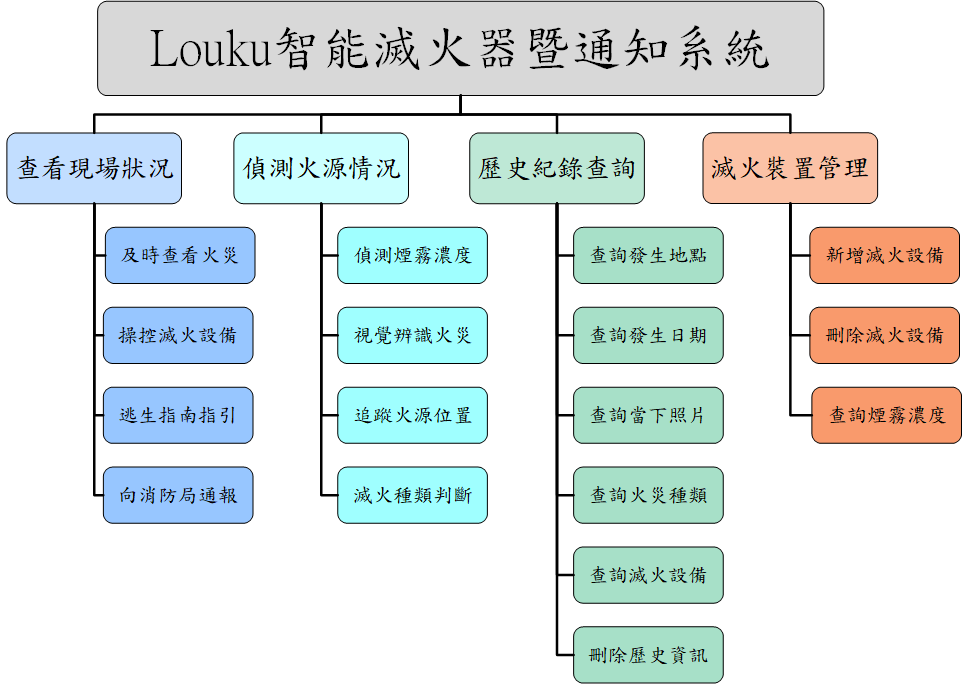 Louku智能滅火器暨通知系統
查看現場狀況
及時查看火災
操控滅火設備
逃生指南指引
向消防局通報
偵測火源情況
偵測煙霧濃度
視覺辨識火災
追蹤火源位置
滅火種類判斷
歷史紀錄查詢
查詢發生地點
查詢發生日期
查詢當下照片
查詢火災種類
查詢滅火設備
刪除歷史資訊
滅火裝置管理
新增滅火設備
刪除滅火設備
查詢煙霧濃度